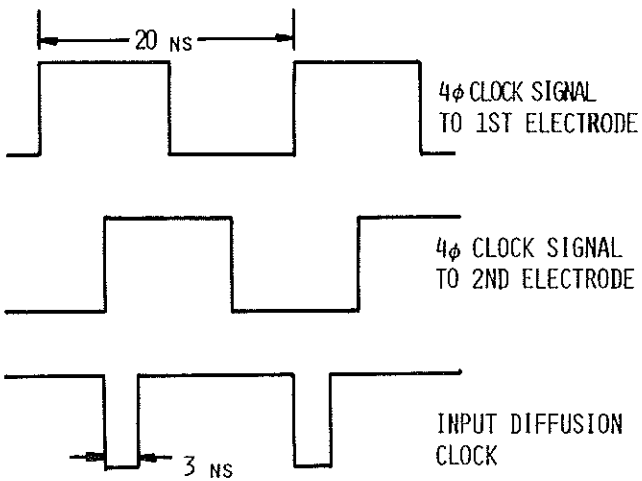 20 NS
4φ CLOCK SIGNAL
TO 1ST ELECTRODE
4φ CLOCK SIGNAL
TO 2ND ELECTRODE
INPUT DIFFUSION
CLOCK
3 NS